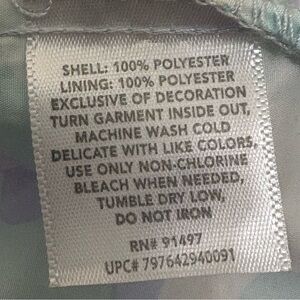 SHELL: 100% POLYESTER
LINING: 100% POLYESTER
EXCLUSIVE OF DECORATION
TURN GARMENT INSIDE OUT,
MACHINE WASH COLD
DELICATE WITH LIKE COLORS,
USE ONLY NON-CHLORINE
BLEACH WHEN NEEDED,
TUMBLE DRY LOW,
DO NOT IRON
RN# 91497
UPC# 797642940091